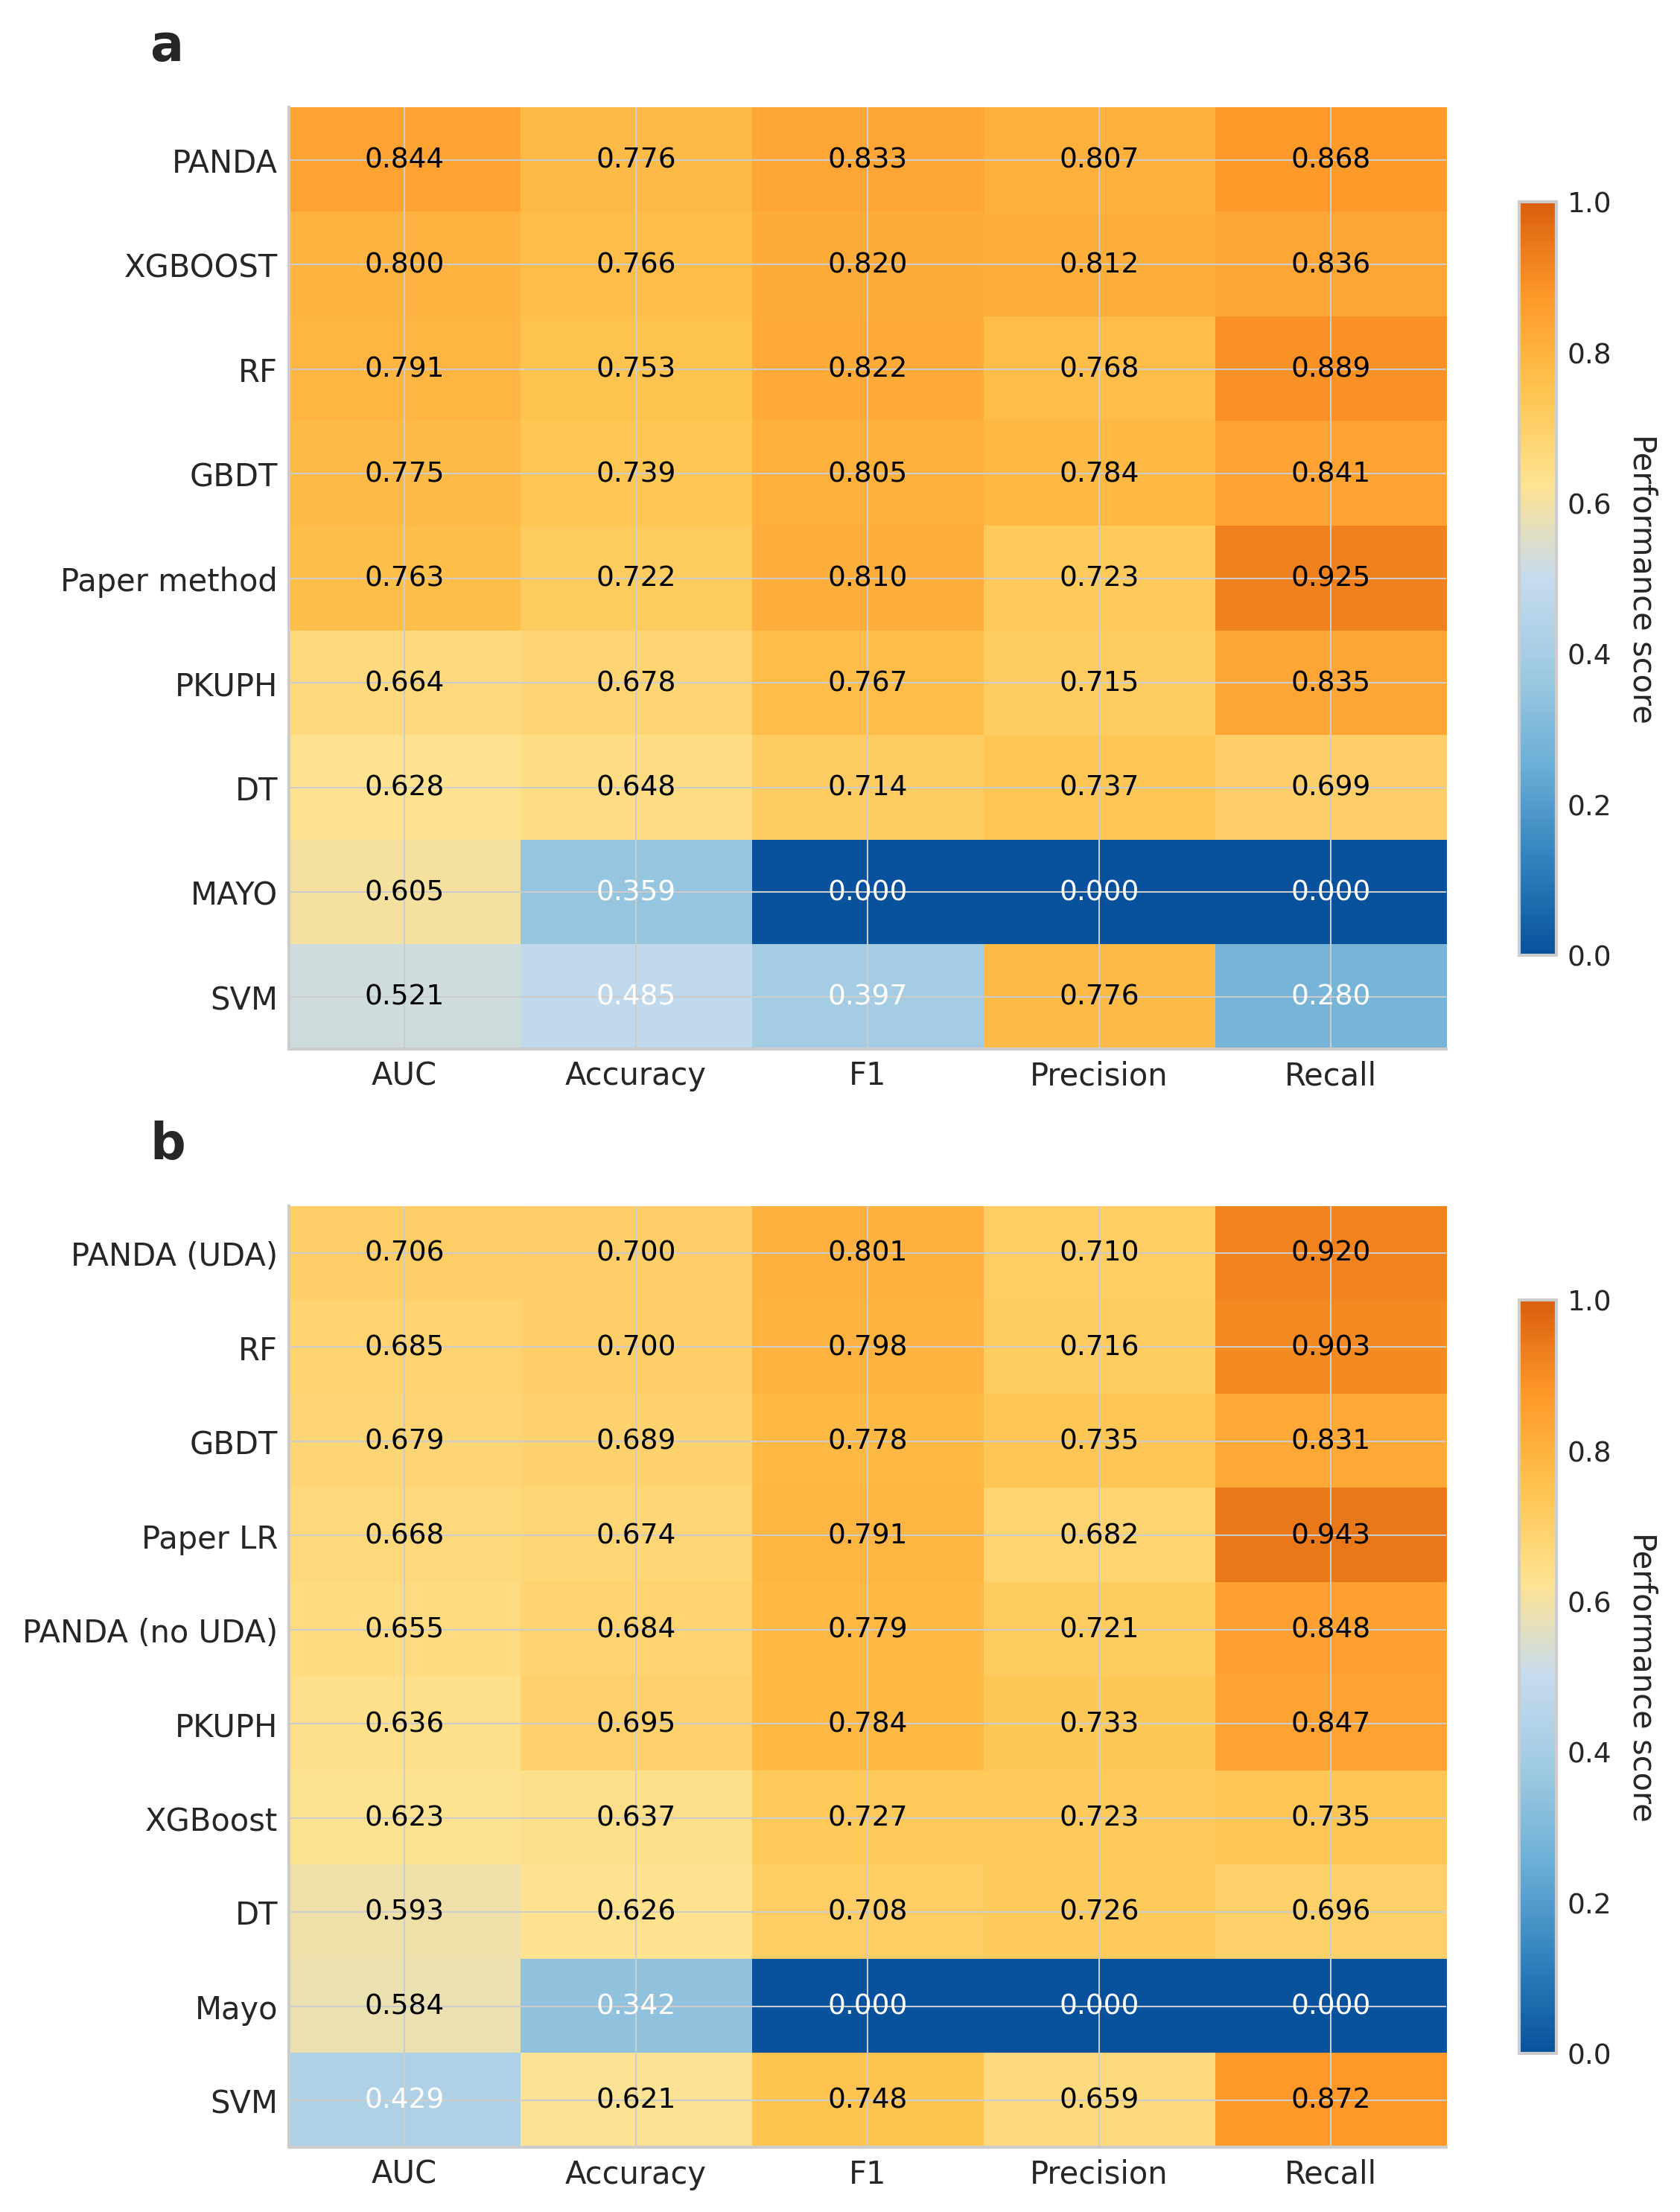 a
PANDA 0.844 0.776 0.833 0.807 0.868
XGBOOST 0.800 0.766 0.820 0.812 0.836
RF 0.791 0.753 0.822 0.768 0.889
GBDT 0.775 0.739 0.805 0.784 0.841
Paper method 0.763 0.722 0.810 0.723 0.925
PKUPH 0.664 0.678 0.767 0.715 0.835
DT 0.628 0.648 0.714 0.737 0.699
MAYO 0.605 0.359 0.000 0.000 0.000
SVM 0.521 0.485 0.397 0.776 0.280
AUC Accuracy F1 Precision Recall
1.0
0.8
0.6
0.4
0.2
0.0
Performance score
b
PANDA (UDA) 0.706 0.700 0.801 0.710 0.920
RF 0.685 0.700 0.798 0.716 0.903
GBDT 0.679 0.689 0.778 0.735 0.831
Paper LR 0.668 0.674 0.791 0.682 0.943
PANDA (no UDA) 0.655 0.684 0.779 0.721 0.848
PKUPH 0.636 0.695 0.784 0.733 0.847
XGBoost 0.623 0.637 0.727 0.723 0.735
DT 0.593 0.626 0.708 0.726 0.696
Mayo 0.584 0.342 0.000 0.000 0.000
SVM 0.429 0.621 0.748 0.659 0.872
AUC Accuracy F1 Precision Recall
1.0
0.8
0.6
0.4
0.2
0.0
Performance score